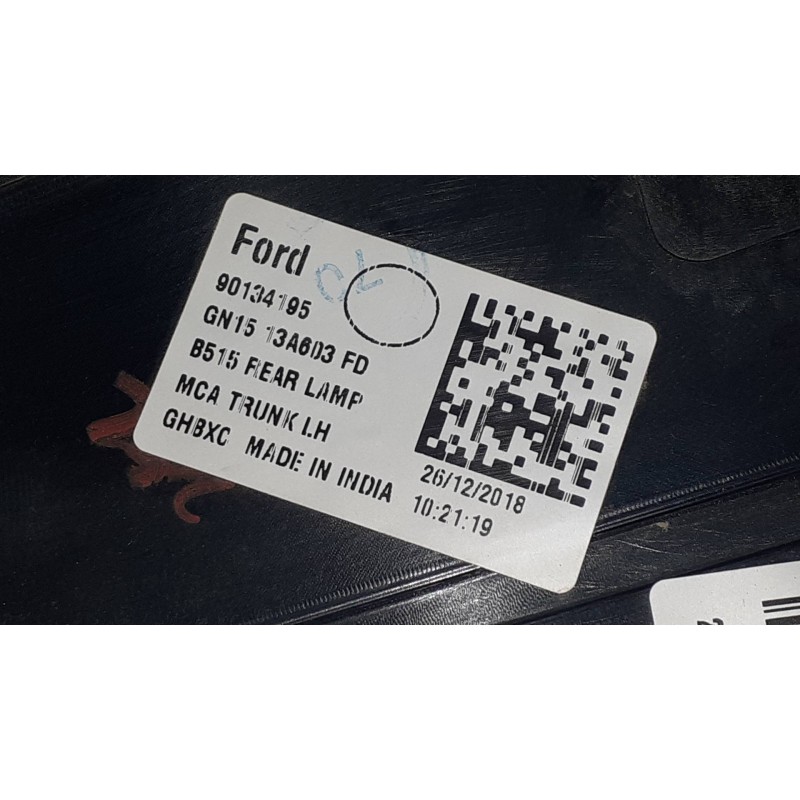 Ford
90134195
GN15 13A603 FD
B515 REAR LAMP
MCA TRUNK LH
GHBXC MADE IN INDIA
26/12/2018
10:21:19